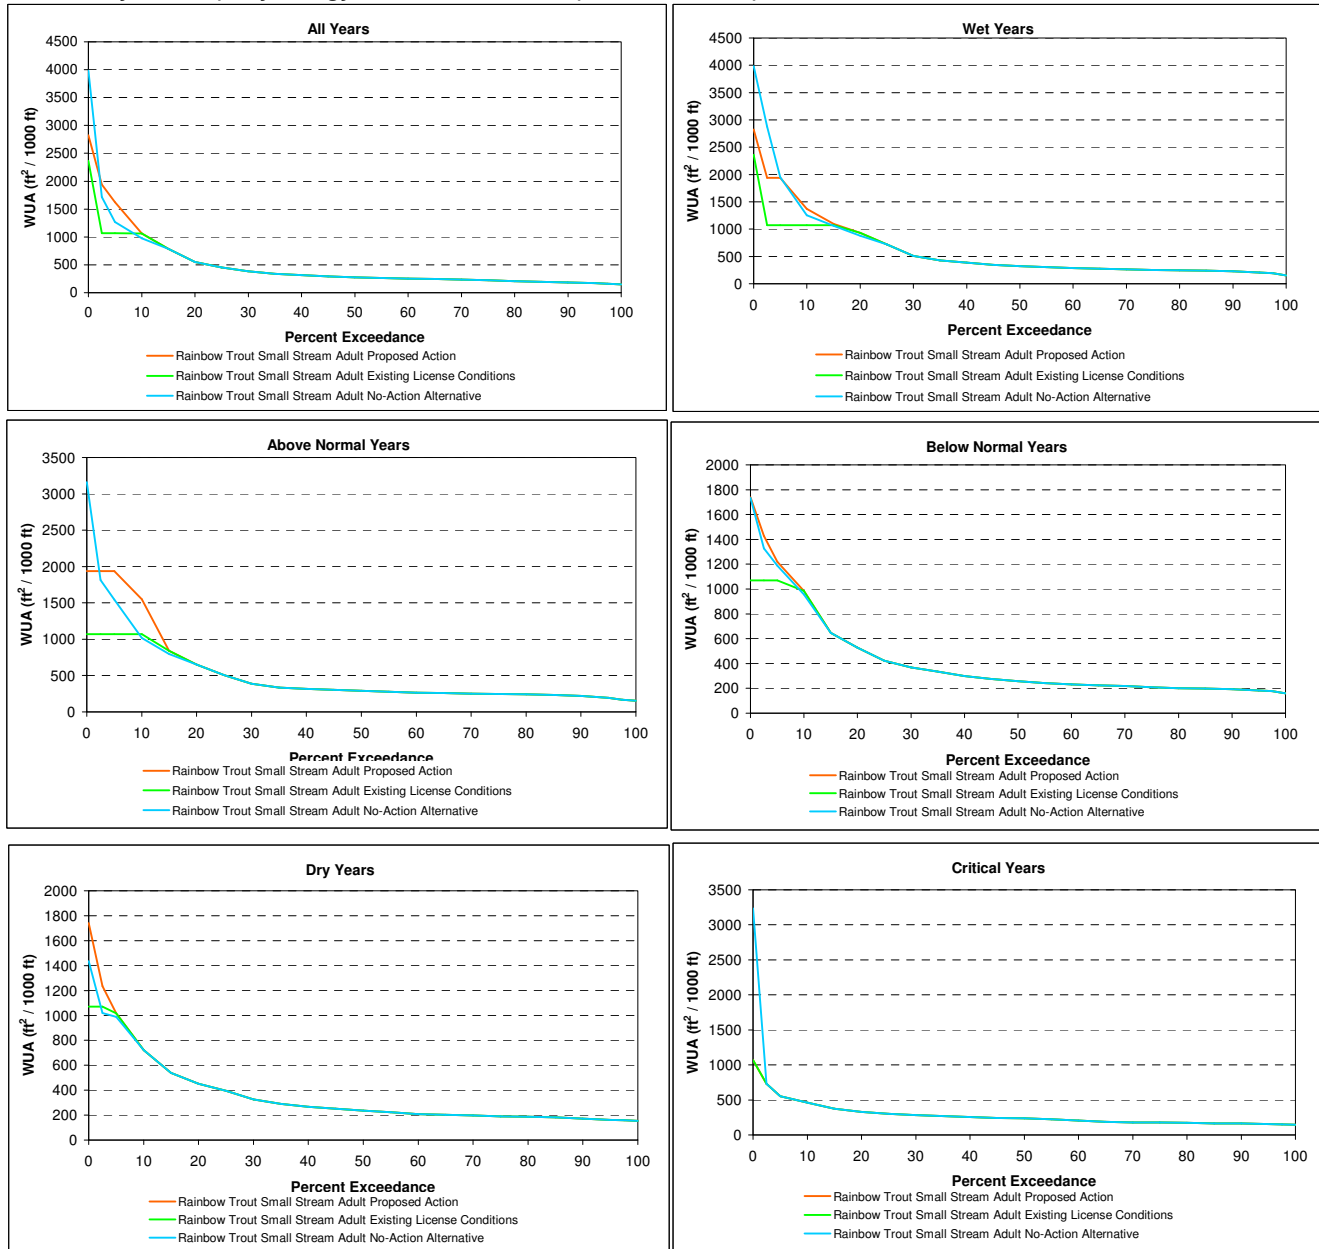 All Years
4500
4000
3500
3000
2500
2000
1500
1000
500
0
WUA (ft² / 1000 ft)
0 10 20 30 40 50 60 70 80 90 100
Percent Exceedance
Rainbow Trout Small Stream Adult Proposed Action
Rainbow Trout Small Stream Adult Existing License Conditions
Rainbow Trout Small Stream Adult No-Action Alternative
Wet Years
4500
4000
3500
3000
2500
2000
1500
1000
500
0
WUA (ft² / 1000 ft)
0 10 20 30 40 50 60 70 80 90 100
Percent Exceedance
Rainbow Trout Small Stream Adult Proposed Action
Rainbow Trout Small Stream Adult Existing License Conditions
Rainbow Trout Small Stream Adult No-Action Alternative
Above Normal Years
3500
3000
2500
2000
1500
1000
500
0
WUA (ft² / 1000 ft)
0 10 20 30 40 50 60 70 80 90 100
Percent Exceedance
Rainbow Trout Small Stream Adult Proposed Action
Rainbow Trout Small Stream Adult Existing License Conditions
Rainbow Trout Small Stream Adult No-Action Alternative
Below Normal Years
2000
1800
1600
1400
1200
1000
800
600
400
200
0
WUA (ft² / 1000 ft)
0 10 20 30 40 50 60 70 80 90 100
Percent Exceedance
Rainbow Trout Small Stream Adult Proposed Action
Rainbow Trout Small Stream Adult Existing License Conditions
Rainbow Trout Small Stream Adult No-Action Alternative
Dry Years
2000
1800
1600
1400
1200
1000
800
600
400
200
0
WUA (ft² / 1000 ft)
0 10 20 30 40 50 60 70 80 90 100
Percent Exceedance
Rainbow Trout Small Stream Adult Proposed Action
Rainbow Trout Small Stream Adult Existing License Conditions
Rainbow Trout Small Stream Adult No-Action Alternative
Critical Years
3500
3000
2500
2000
1500
1000
500
0
WUA (ft² / 1000 ft)
0 10 20 30 40 50 60 70 80 90 100
Percent Exceedance
Rainbow Trout Small Stream Adult Proposed Action
Rainbow Trout Small Stream Adult Existing License Conditions
Rainbow Trout Small Stream Adult No-Action Alternative